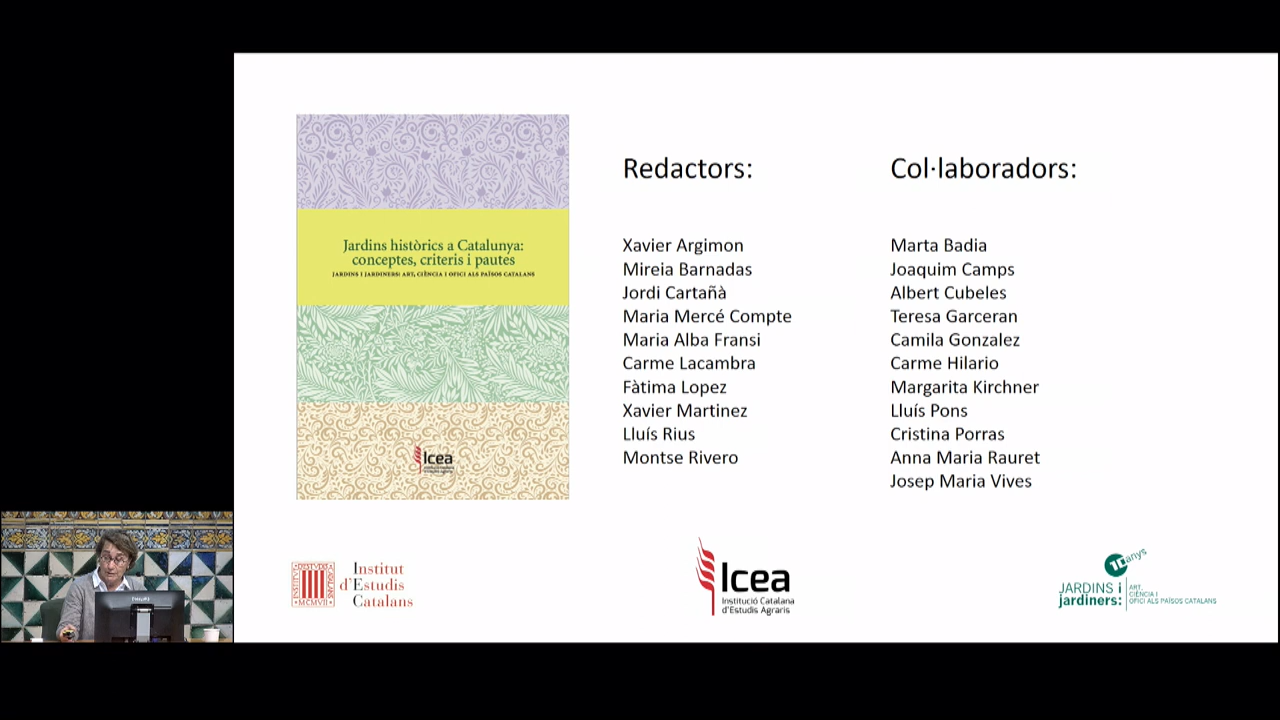 Jardins històrics a Catalunya:
conceptes, criteris i pautes
JARDINS I JARDINERS: ART, CIÈNCIA I OFICI ALS PAÏSOS CATALANS
Icea
Redactors:
Xavier Argimon
Mireia Barnadas
Jordi Cartañà
Maria Mercé Compte
Maria Alba Fransi
Carme Lacambra
Fàtima Lopez
Xavier Martinez
Lluís Rius
Montse Rivero
Col·laboradors:
Marta Badia
Joaquim Camps
Albert Cubeles
Teresa Garceran
Camila Gonzalez
Carme Hilario
Margarita Kirchner
Lluís Pons
Cristina Porras
Anna Maria Rauret
Josep Maria Vives
MCMVII
Institut
d'Estudis
Catalans
Icea
Institució Catalana
d'Estudis Agraris
10anys
JARDINS i
jardiners:
ART,
CIÈNCIA I
OFICI ALS PAÏSOS CATALANS
PHILIPS